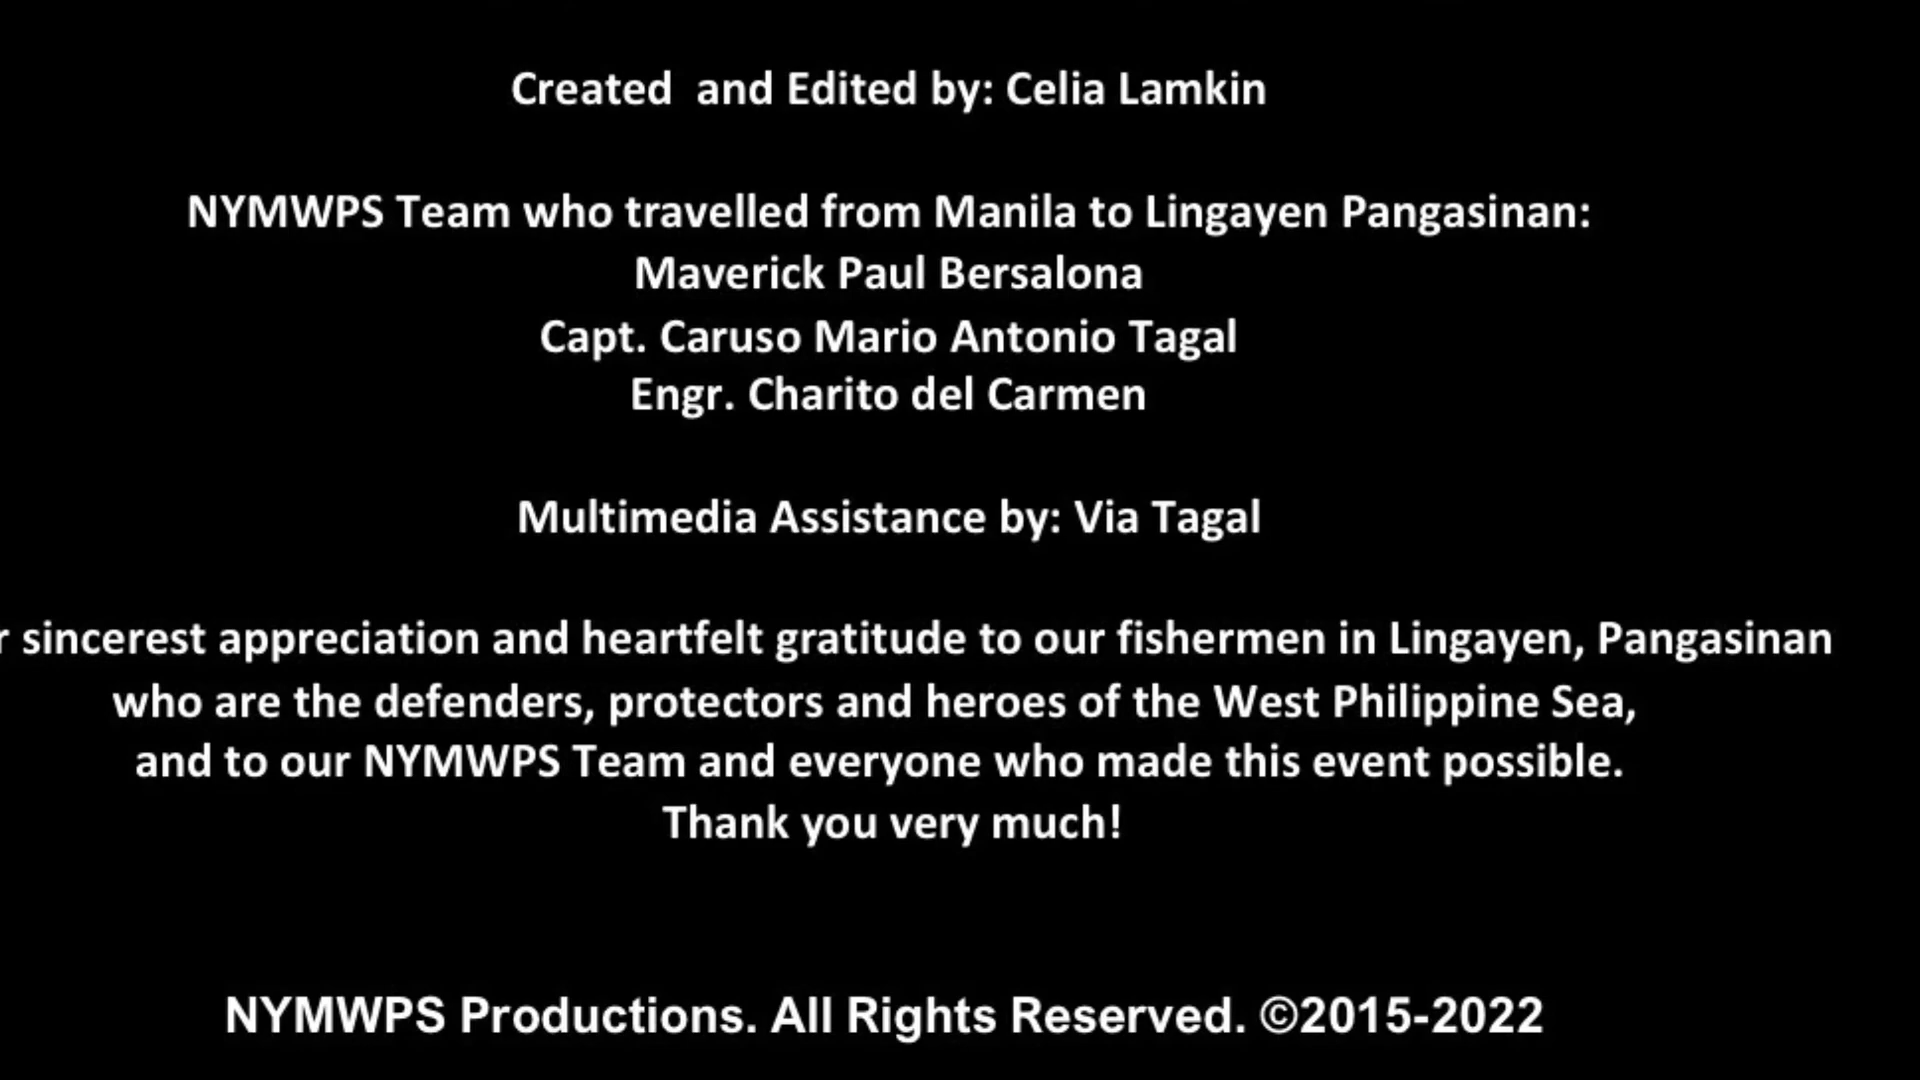 Created and Edited by: Celia Lamkin
NYMWPS Team who travelled from Manila to Lingayen Pangasinan:
Maverick Paul Bersalona
Capt. Caruso Mario Antonio Tagal
Engr. Charito del Carmen
Multimedia Assistance by: Via Tagal
sincerest appreciation and heartfelt gratitude to our fishermen in Lingayen, Pangasinan
who are the defenders, protectors and heroes of the West Philippine Sea,
and to our NYMWPS Team and everyone who made this event possible.
Thank you very much!
NYMWPS Productions. All Rights Reserved. ©2015-2022